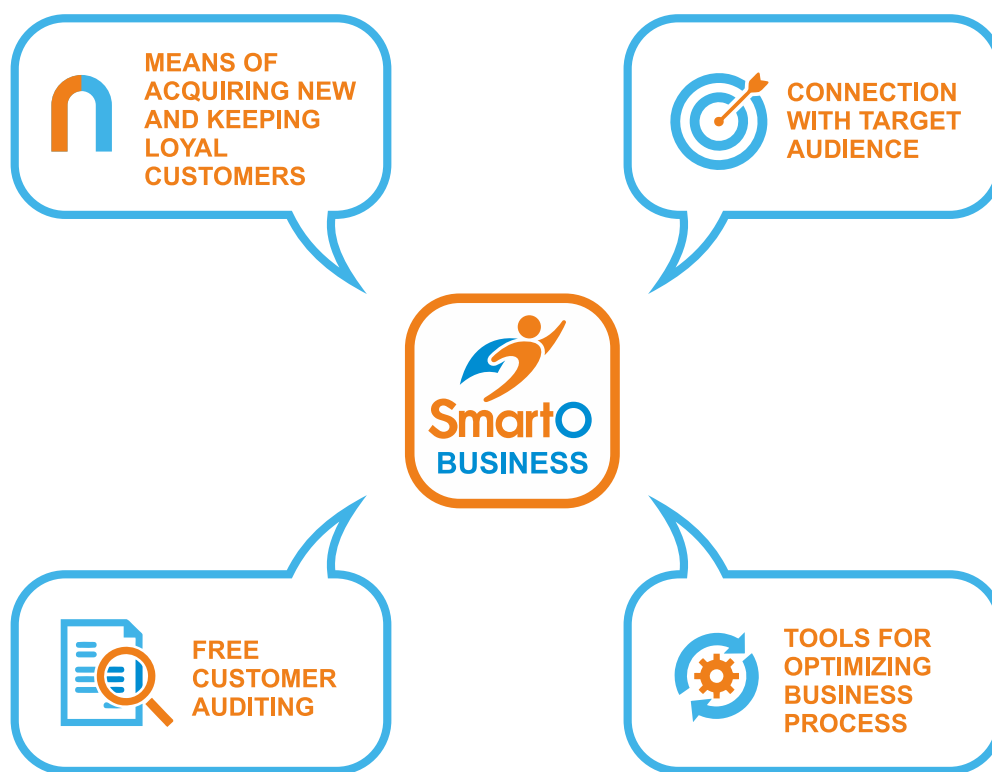 MEANS OF
ACQUIRING NEW
AND KEEPING
LOYAL
CUSTOMERS
CONNECTION
WITH TARGET
AUDIENCE
SmartO
BUSINESS
FREE
CUSTOMER
AUDITING
TOOLS FOR
OPTIMIZING
BUSINESS
PROCESS